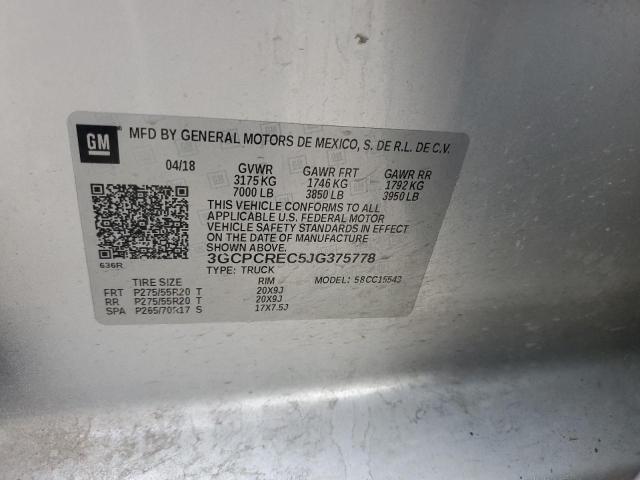 GM MFD BY GENERAL MOTORS DE MEXICO, S. DE R.L. DE C.V.
04/18 GVWR GAWR FRT GAWR RR
3175 KG 1746 KG 1792 KG
7000 LB 3850 LB 3950 LB
THIS VEHICLE CONFORMS TO ALL
APPLICABLE U.S. FEDERAL MOTOR
VEHICLE SAFETY STANDARDS IN EFFECT
ON THE DATE OF MANUFACTURE
SHOWN ABOVE.
636R 3GCPCREC5JG375778
TYPE: TRUCK
TIRE SIZE RIM MODEL: 58CC15543
FRT P275/55R20 T 20X9J
RR P275/55R20 T 20X9J
SPA P265/70R17 S 17X7.5J